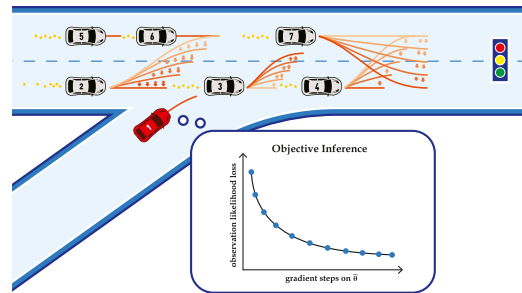 5
6
7
2
3
4
1
Objective Inference
observation likelihood loss
gradient steps on θ̅